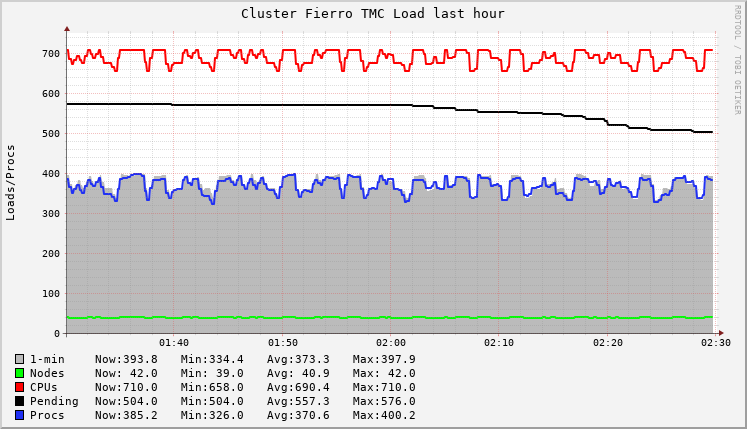 Cluster Fierro TMC Load last hour
RRDTOOL / TOBI OETIKER
Loads/Procs
700
600
500
400
300
200
100
0
01:40 01:50 02:00 02:10 02:20 02:30
1-min Now:393.8 Min:334.4 Avg:373.3 Max:397.9
Nodes Now: 42.0 Min: 39.0 Avg: 40.9 Max: 42.0
CPUs Now:710.0 Min:658.0 Avg:690.4 Max:710.0
Pending Now:504.0 Min:504.0 Avg:557.3 Max:576.0
Procs Now:385.2 Min:326.0 Avg:370.6 Max:400.2